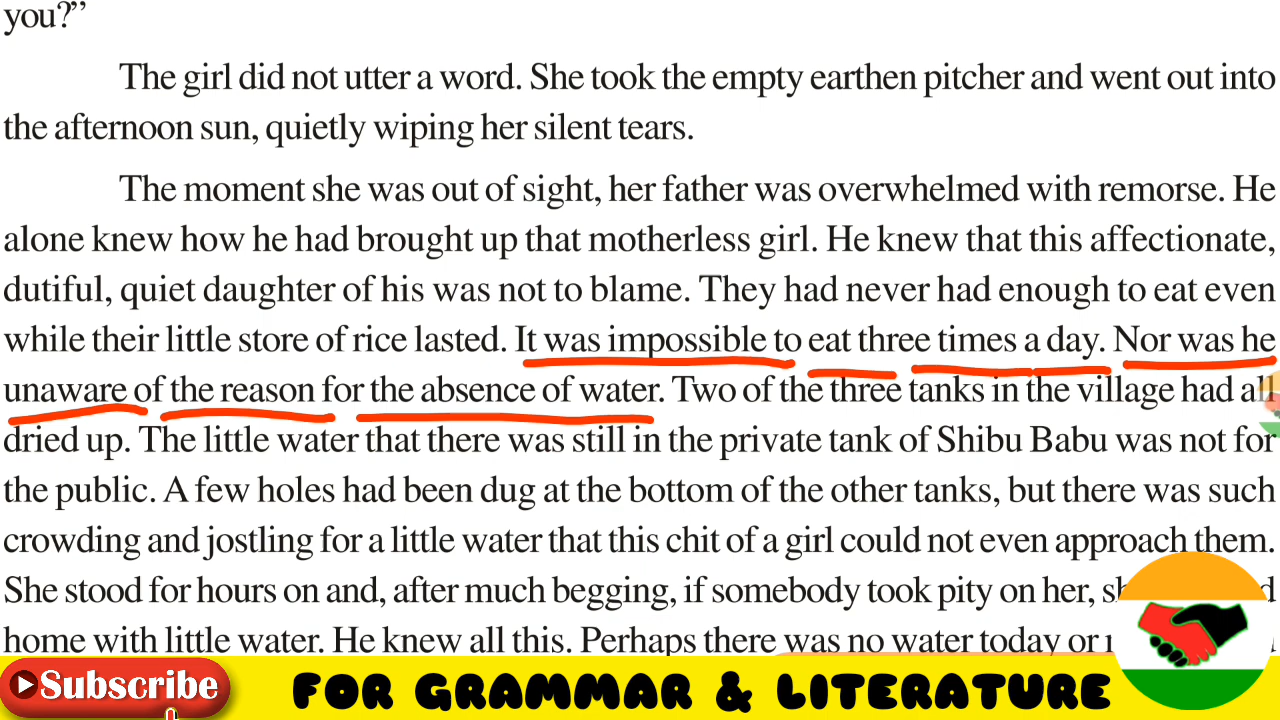 you?”
The girl did not utter a word. She took the empty earthen pitcher and went out into
the afternoon sun, quietly wiping her silent tears.
The moment she was out of sight, her father was overwhelmed with remorse. He
alone knew how he had brought up that motherless girl. He knew that this affectionate,
dutiful, quiet daughter of his was not to blame. They had never had enough to eat even
while their little store of rice lasted. It was impossible to eat three times a day. Nor was he
unaware of the reason for the absence of water. Two of the three tanks in the village had all
dried up. The little water that there was still in the private tank of Shibu Babu was not for
the public. A few holes had been dug at the bottom of the other tanks, but there was such
crowding and jostling for a little water that this chit of a girl could not even approach them.
She stood for hours on and, after much begging, if somebody took pity on her,
home with little water. He knew all this. Perhaps there was no water today or
Subscribe
FOR GRAMMAR & LITERATURE